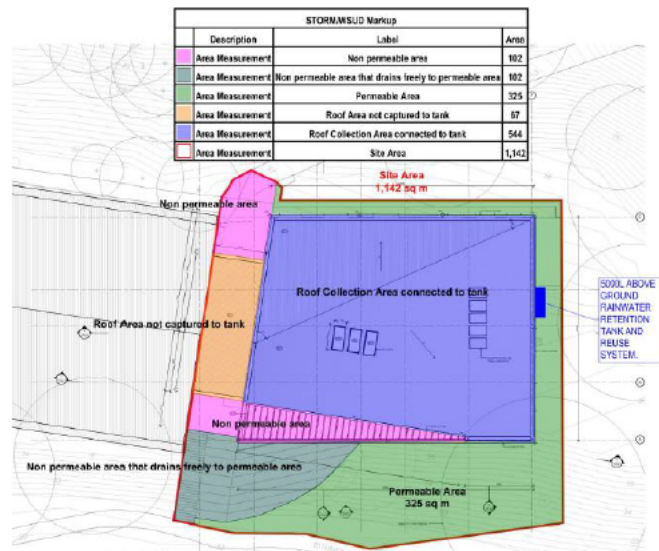 STORM/WSUD Markup
Description Label Area
Area Measurement Non permeable area 102
Area Measurement Non permeable area that drains freely to permeable area 102
Area Measurement Permeable Area 325
Area Measurement Roof Area not captured to tank 67
Area Measurement Roof Collection Area connected to tank 544
Area Measurement Site Area 1,142
Site Area
1,142 sq m
Non permeable area
Roof Collection Area connected to tank
5000L ABOVE
GROUND
RAINWATER
RETENTION
TANK AND
REUSE
SYSTEM.
Roof Area not captured to tank
Non permeable area
Non permeable area that drains freely to permeable area
Permeable Area
325 sq m